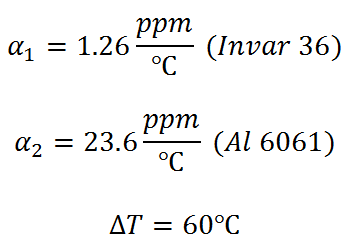 α₁ = 1.26 ppm/°C (Invar 36)
α₂ = 23.6 ppm/°C (Al 6061)
ΔT = 60°C